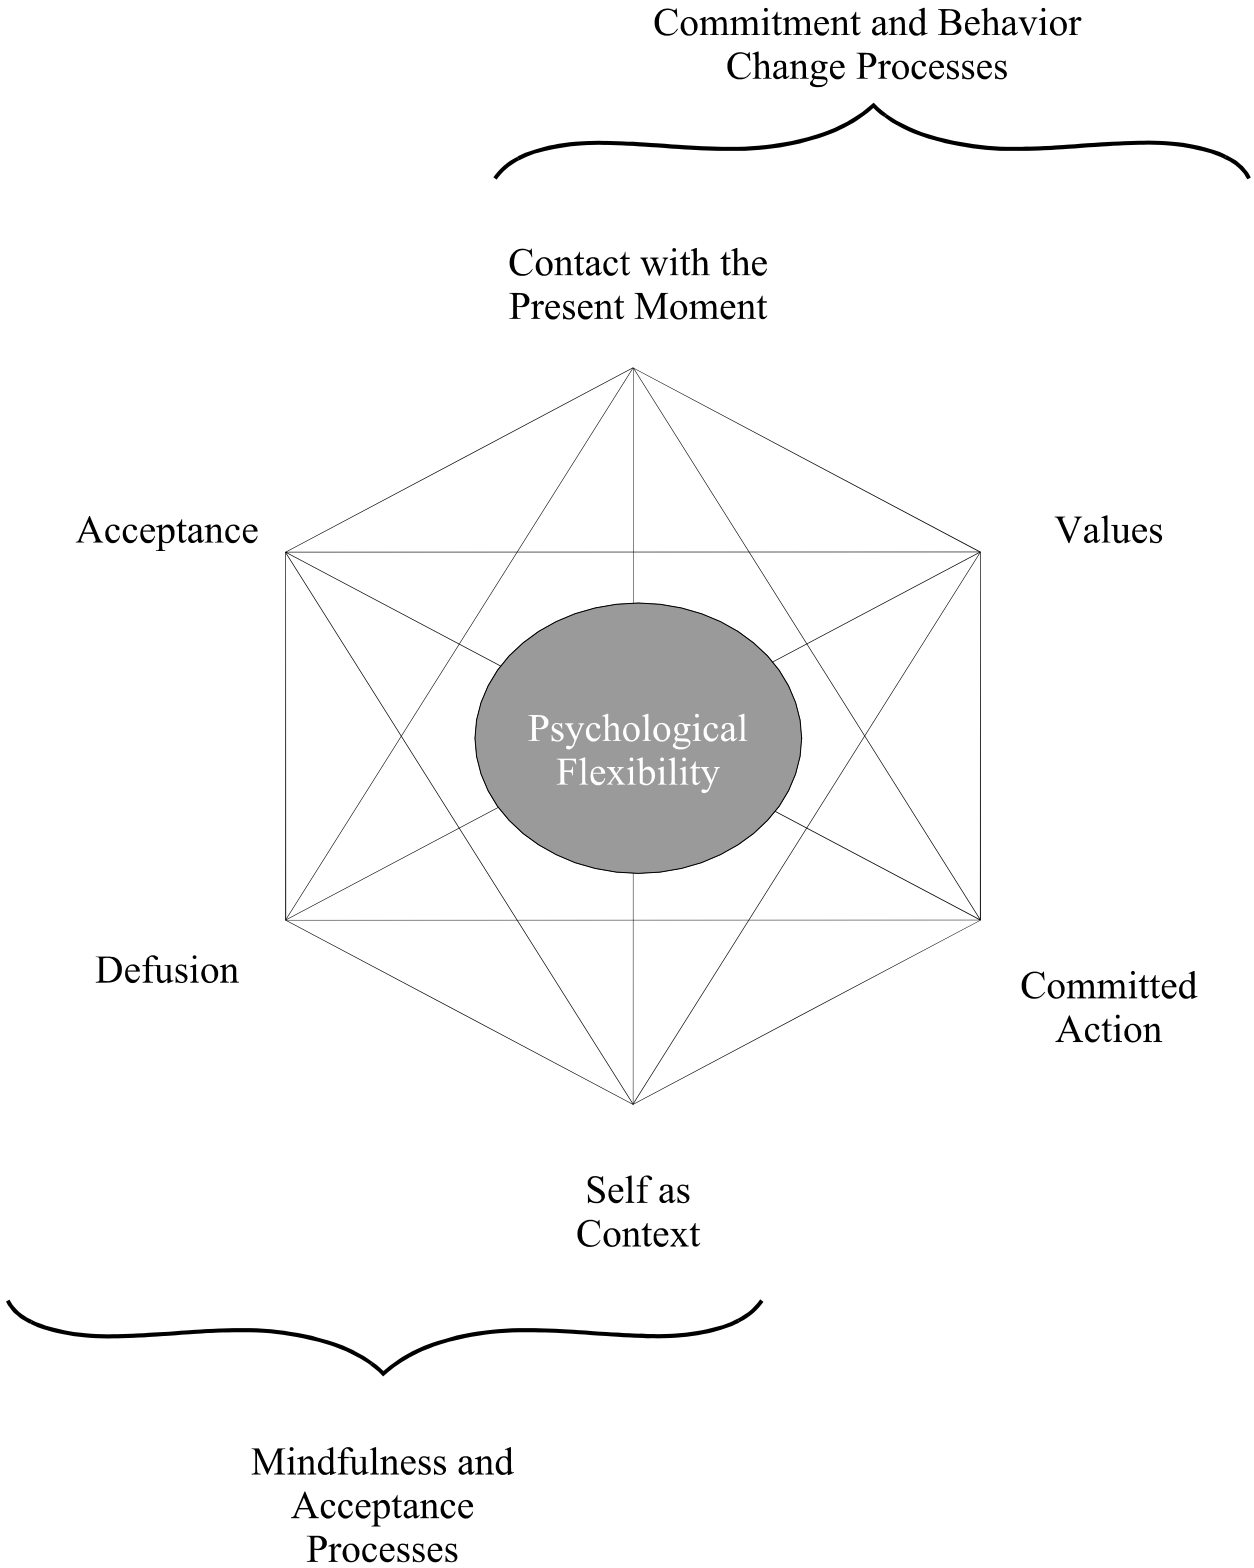 Commitment and Behavior
Change Processes
Contact with the
Present Moment
Acceptance
Values
Psychological
Flexibility
Defusion
Committed
Action
Self as
Context
Mindfulness and
Acceptance
Processes